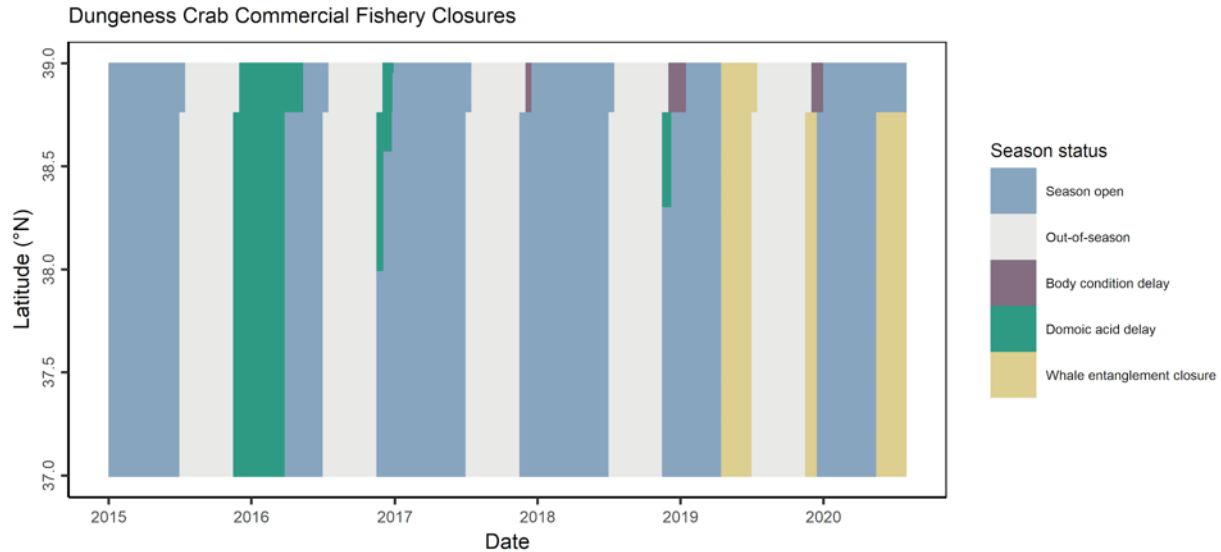 Dungeness Crab Commercial Fishery Closures
39.0
38.5
38.0
37.5
37.0
Latitude (°N)
2015 2016 2017 2018 2019 2020
Date
Season status
Season open
Out-of-season
Body condition delay
Domoic acid delay
Whale entanglement closure